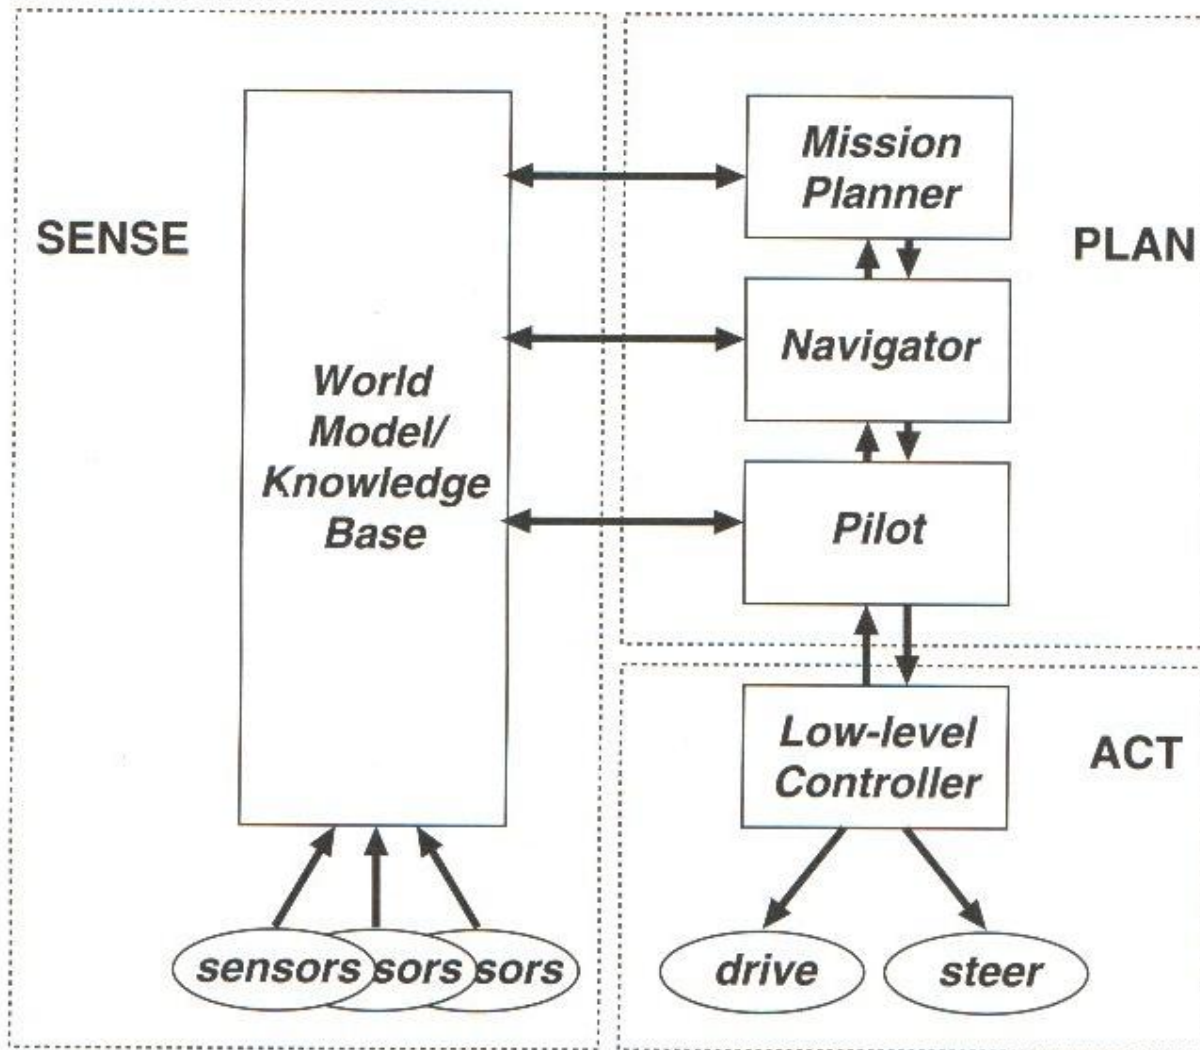 SENSE
World
Model/
Knowledge
Base
sensors sors sors
Mission
Planner
PLAN
Navigator
Pilot
Low-level
Controller
ACT
drive
steer